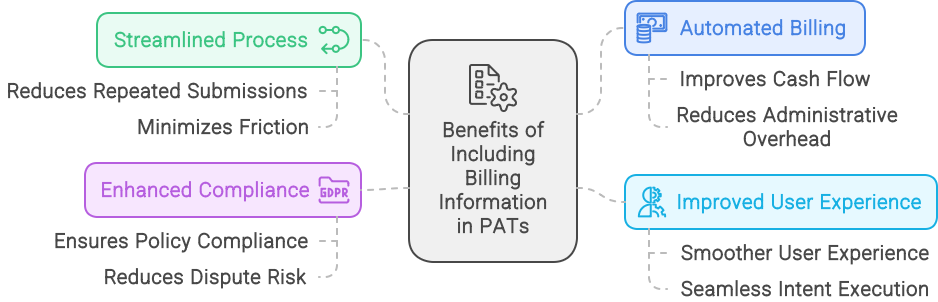 Streamlined Process
Reduces Repeated Submissions
Minimizes Friction
Enhanced Compliance
GDPR
Ensures Policy Compliance
Reduces Dispute Risk
Benefits of
Including
Billing
Information
in PATs
Automated Billing
Improves Cash Flow
Reduces Administrative
Overhead
Improved User Experience
Smoother User Experience
Seamless Intent Execution